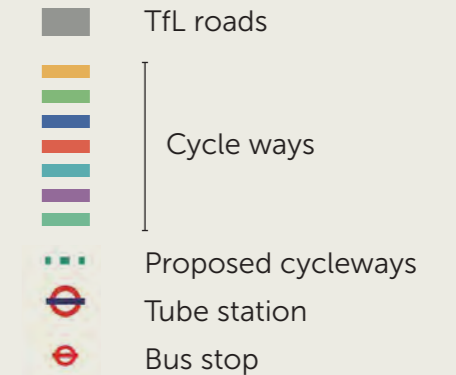 TfL roads
Cycle ways
Proposed cycleways
Tube station
Bus stop